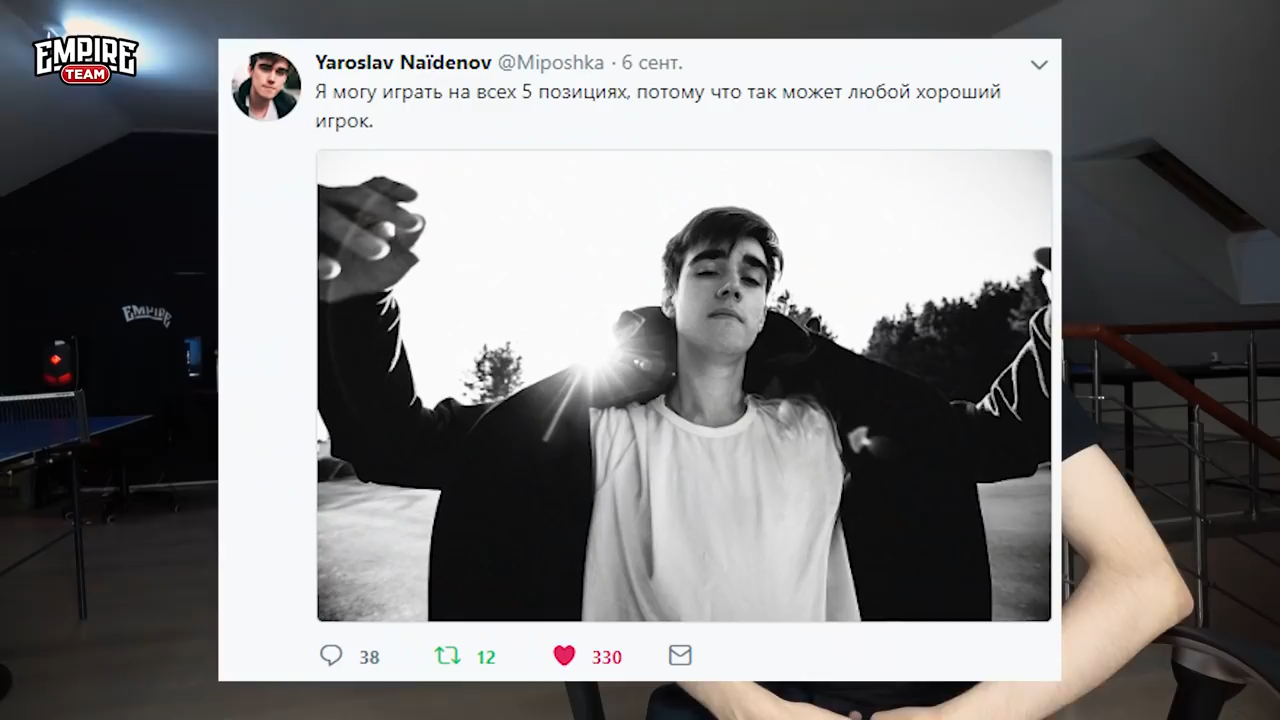 EMPIRE
TEAM
Yaroslav Naïdenov @Miposhka · 6 сент.
Я могу играть на всех 5 позициях, потому что так может любой хороший
игрок.
EMPIRE
38 12 330